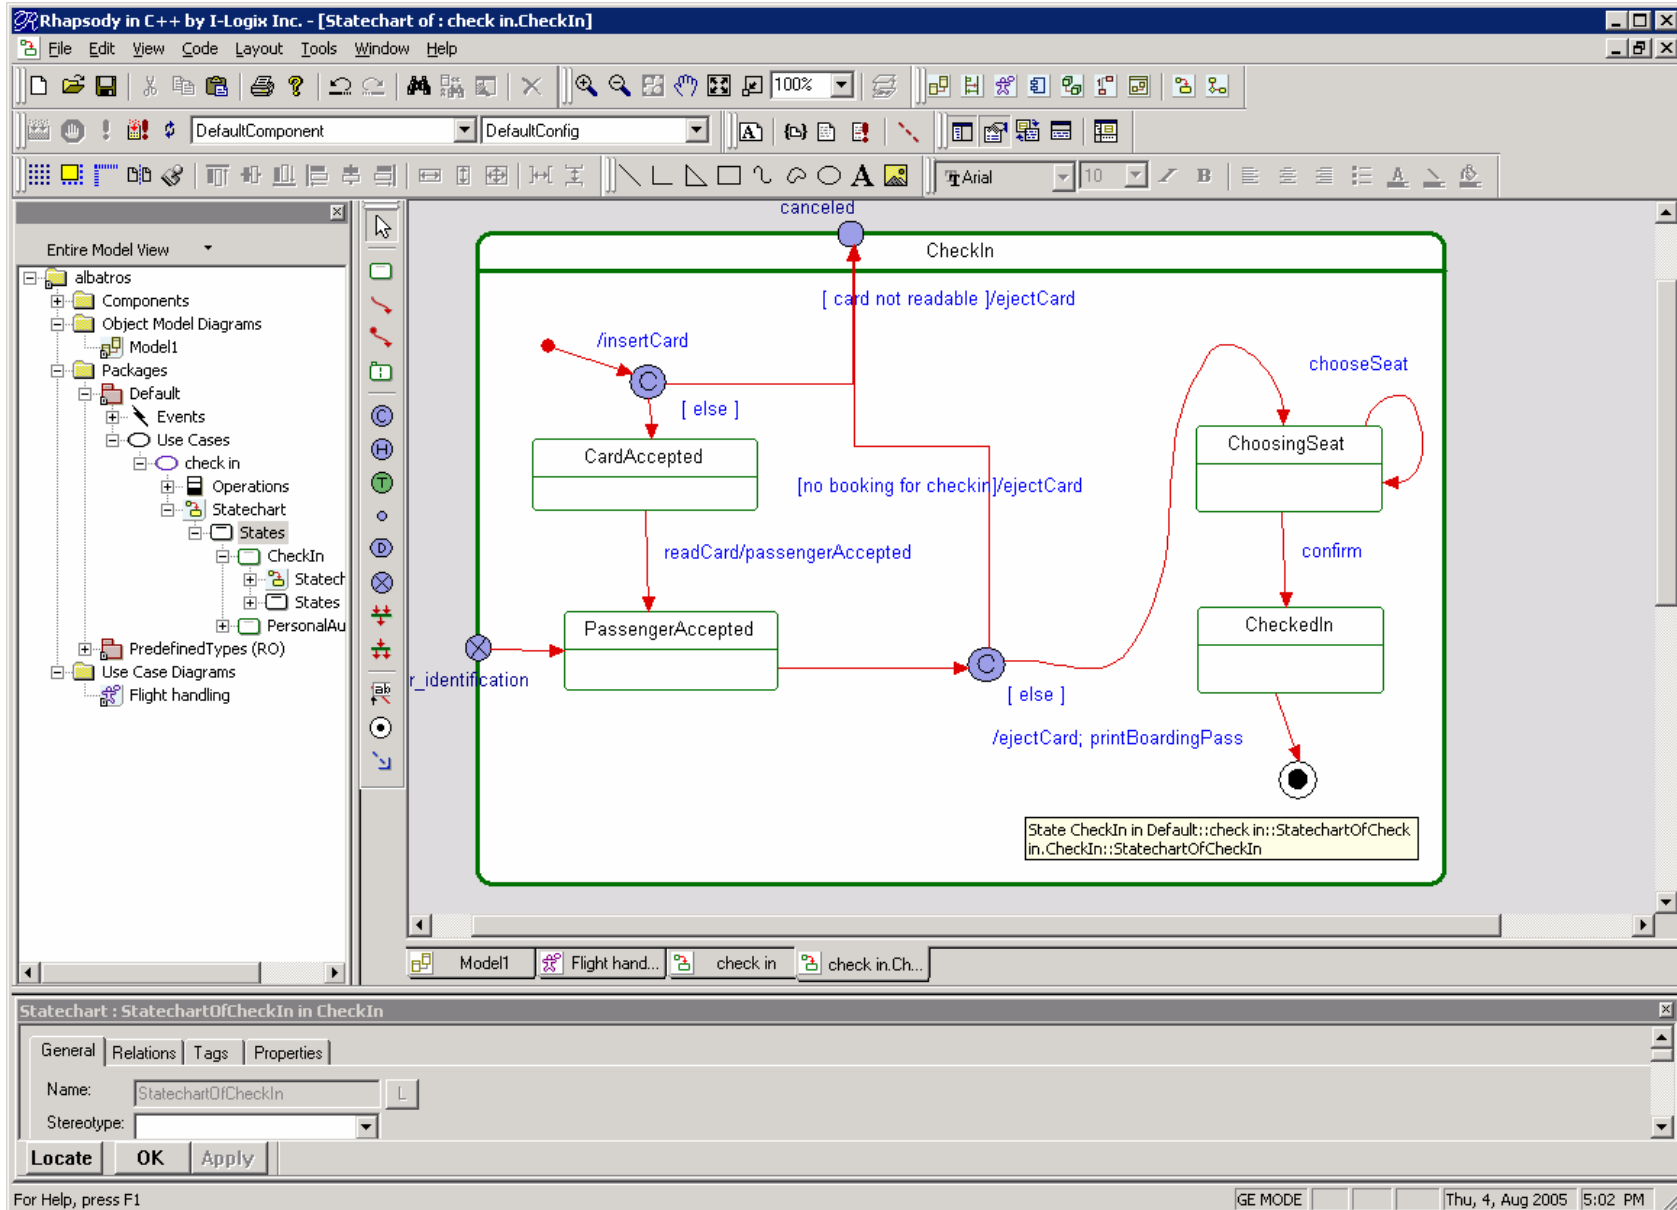 Rhapsody in C++ by I-Logix Inc. - [Statechart of : check in.CheckIn]
File Edit View Code Layout Tools Window Help
100%
DefaultComponent DefaultConfig
Arial 10
Entire Model View
albatros
Components
Object Model Diagrams
Model1
Packages
Default
Events
Use Cases
check in
Operations
Statechart
States
CheckIn
Statech
States
PersonalAu
PredefinedTypes (RO)
Use Case Diagrams
Flight handling
canceled
CheckIn
[ card not readable ]/ejectCard
/insertCard
C
[ else ]
chooseSeat
CardAccepted
ChoosingSeat
[no booking for checkin]/ejectCard
readCard/passengerAccepted
confirm
PassengerAccepted
CheckedIn
C
r_identification
[ else ]
/ejectCard; printBoardingPass
State CheckIn in Default::check in::StatechartOfCheck
in.CheckIn::StatechartOfCheckIn
Model1 Flight hand... check in check in.Ch...
Statechart : StatechartOfCheckIn in CheckIn
General Relations Tags Properties
Name: StatechartOfCheckIn L
Stereotype:
Locate OK Apply
For Help, press F1 GE MODE Thu, 4, Aug 2005 5:02 PM